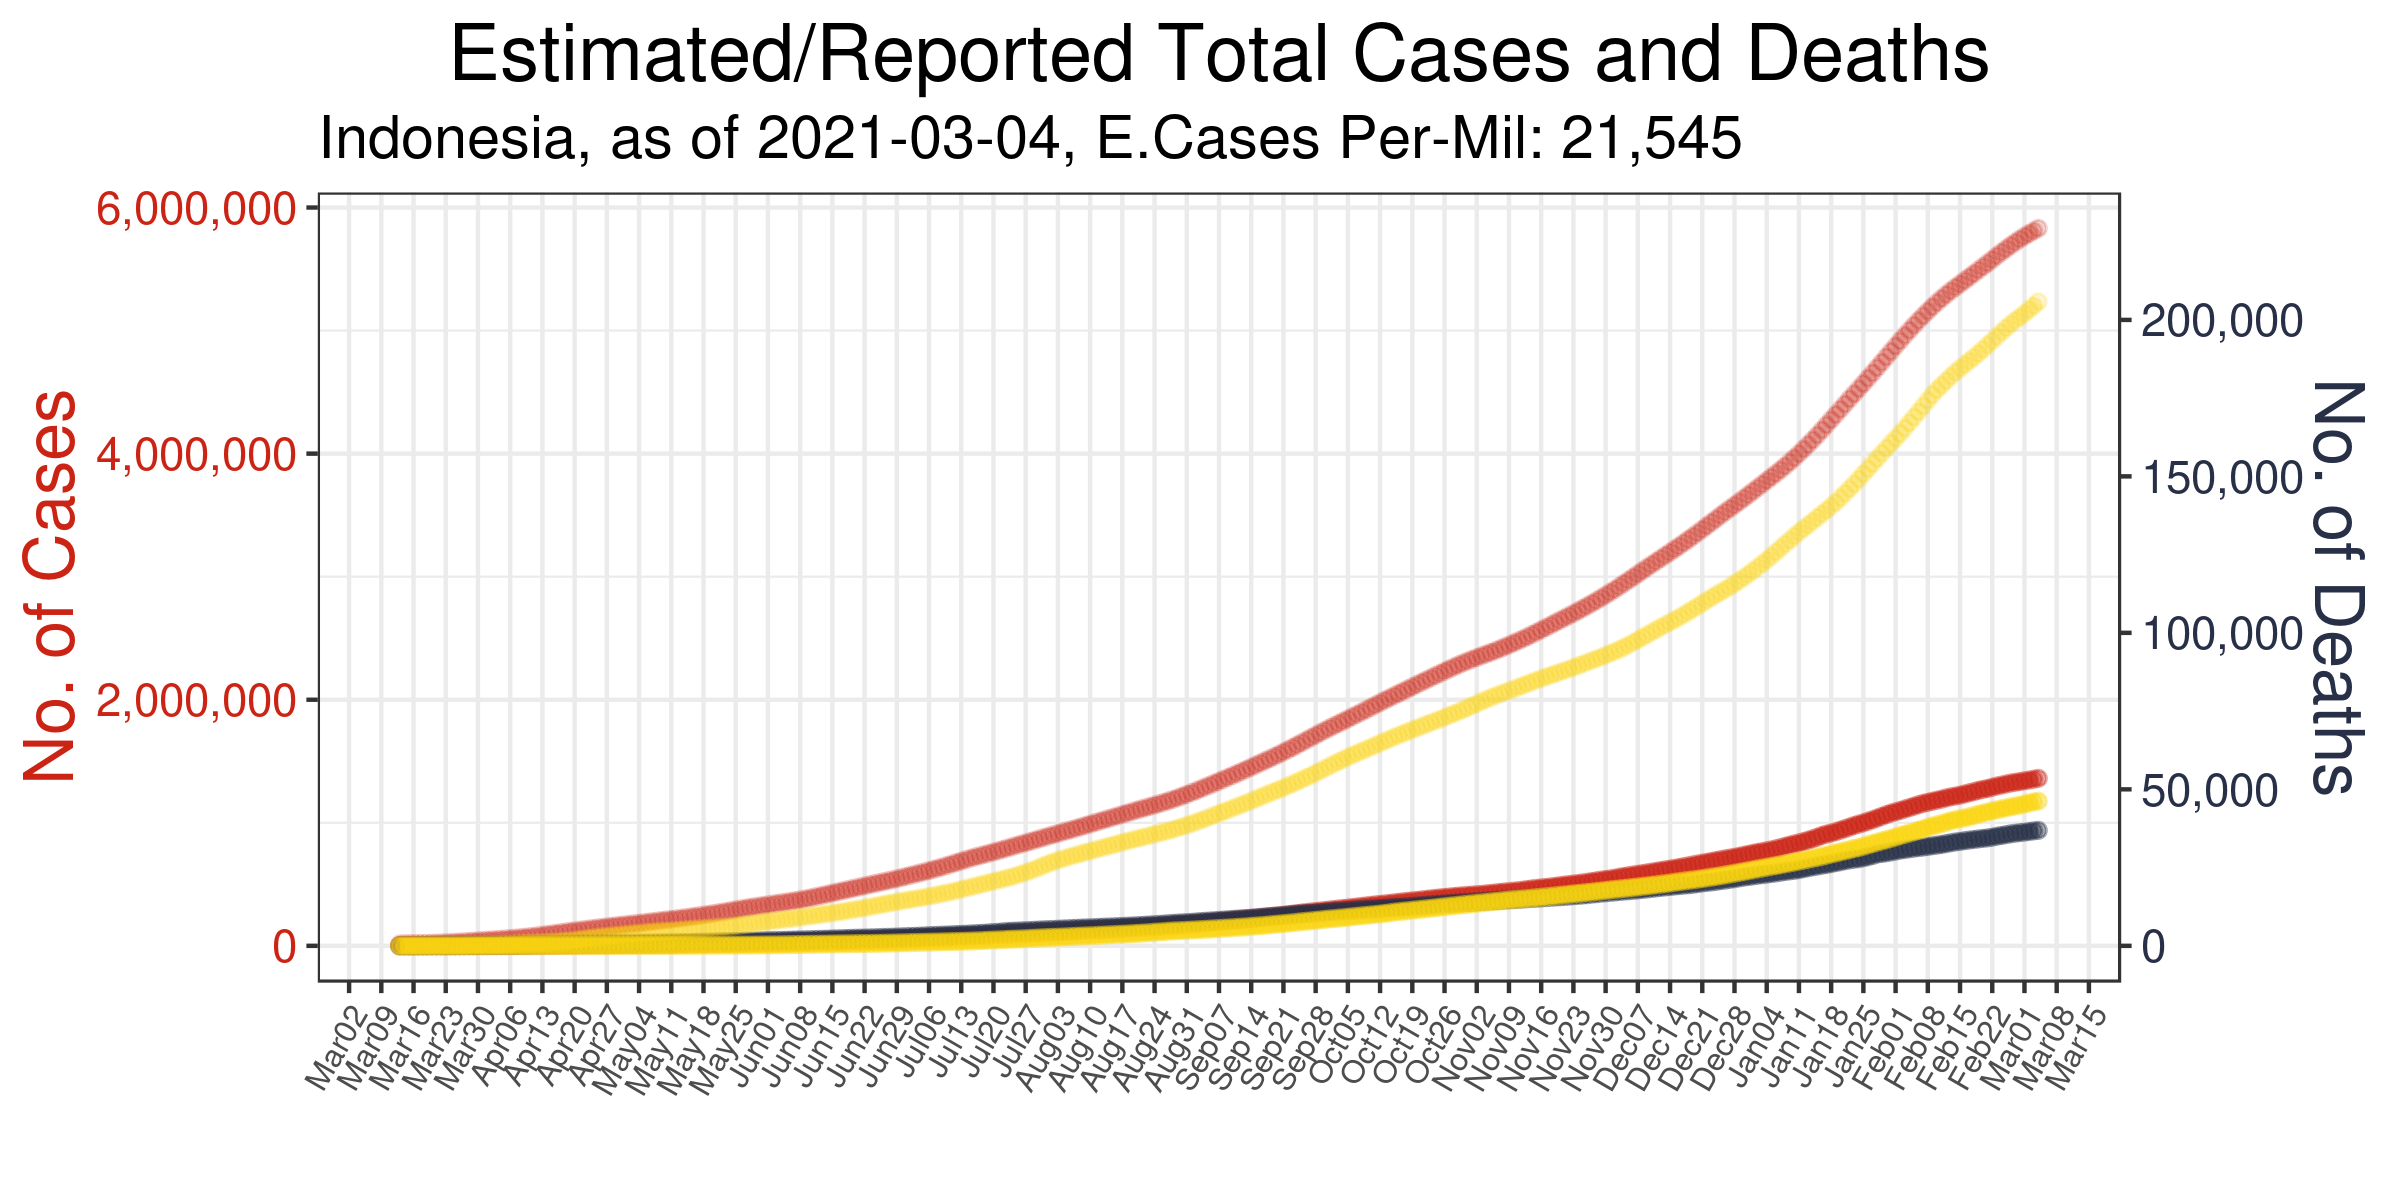 Estimated/Reported Total Cases and Deaths
Indonesia, as of 2021-03-04, E.Cases Per-Mil: 21,545
No. of Cases
6,000,000
4,000,000
2,000,000
0
200,000
150,000
100,000
50,000
0
No. of Deaths
Mar02 Mar09 Mar16 Mar23 Mar30 Apr06 Apr13 Apr20 Apr27 May04 May11 May18 May25 Jun01 Jun08 Jun15 Jun22 Jun29 Jul06 Jul13 Jul20 Jul27 Aug03 Aug10 Aug17 Aug24 Aug31 Sep07 Sep14 Sep21 Sep28 Oct05 Oct12 Oct19 Oct26 Nov02 Nov09 Nov16 Nov23 Nov30 Dec07 Dec14 Dec21 Dec28 Jan04 Jan11 Jan18 Jan25 Feb01 Feb08 Feb15 Feb22 Mar01 Mar08 Mar15